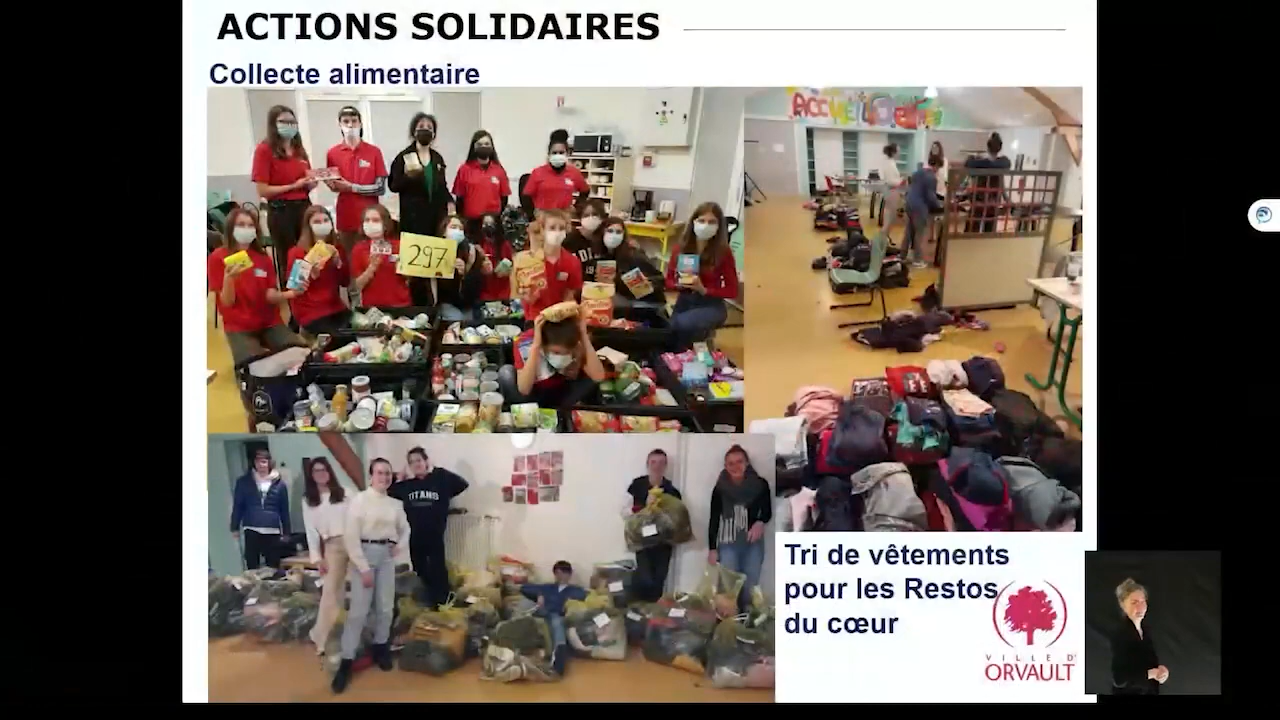 ACTIONS SOLIDAIRES
Collecte alimentaire
297
TITANS
Tri de vêtements
pour les Restos
du cœur
VILLE D'
ORVAULT